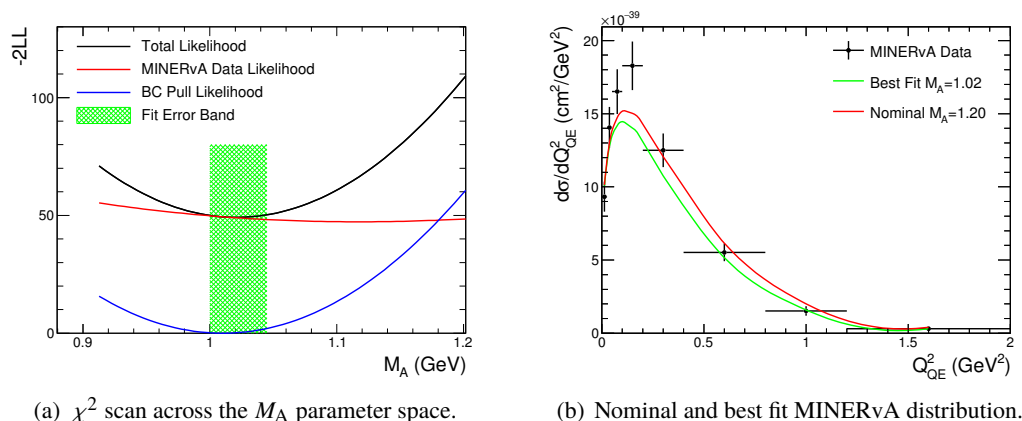 -2LL
Total Likelihood
MINERvA Data Likelihood
BC Pull Likelihood
Fit Error Band
100
50
0
0.9 1 1.1 1.2
M_A (GeV)
(a) χ² scan across the M_A parameter space.
×10⁻³⁹
dσ/dQ²_QE (cm²/GeV²)
MINERvA Data
Best Fit M_A=1.02
Nominal M_A=1.20
20
15
10
5
0
0 0.5 1 1.5 2
Q²_QE (GeV²)
(b) Nominal and best fit MINERvA distribution.